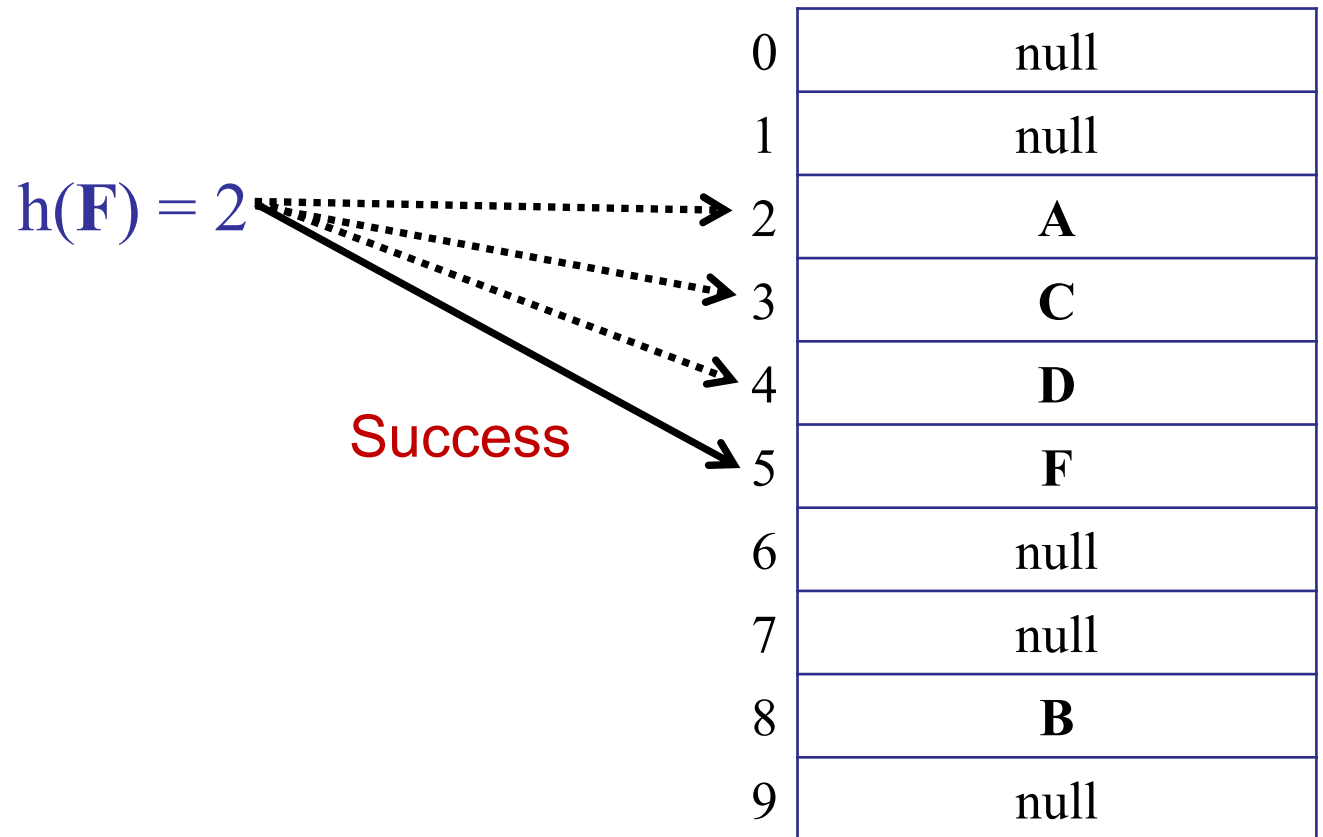 0 null
1 null
h(F) = 2
2 A
3 C
4 D
Success
5 F
6 null
7 null
8 B
9 null